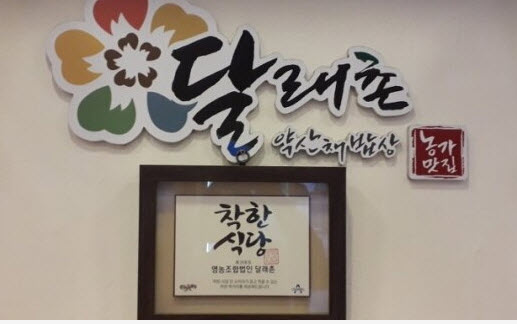 달래촌
약산채밥상
농가
맛집
착한
식당
영농조합법인 달래촌